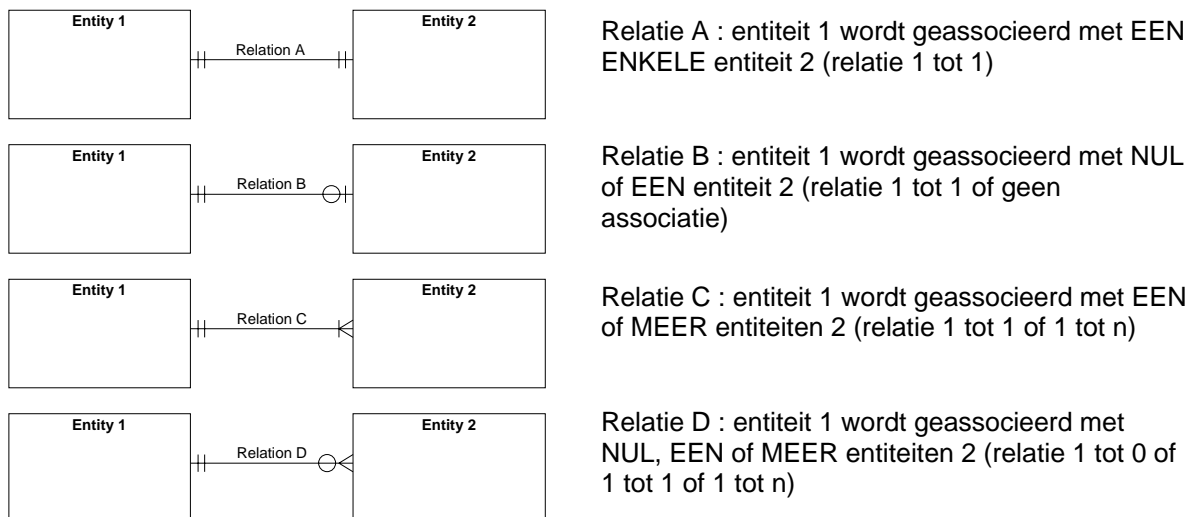 Entity 1
Relation A
Entity 2
Relatie A : entiteit 1 wordt geassocieerd met EEN
ENKELE entiteit 2 (relatie 1 tot 1)
Entity 1
Relation B
Entity 2
Relatie B : entiteit 1 wordt geassocieerd met NUL
of EEN entiteit 2 (relatie 1 tot 1 of geen
associatie)
Entity 1
Relation C
Entity 2
Relatie C : entiteit 1 wordt geassocieerd met EEN
of MEER entiteiten 2 (relatie 1 tot 1 of 1 tot n)
Entity 1
Relation D
Entity 2
Relatie D : entiteit 1 wordt geassocieerd met
NUL, EEN of MEER entiteiten 2 (relatie 1 tot 0 of
1 tot 1 of 1 tot n)